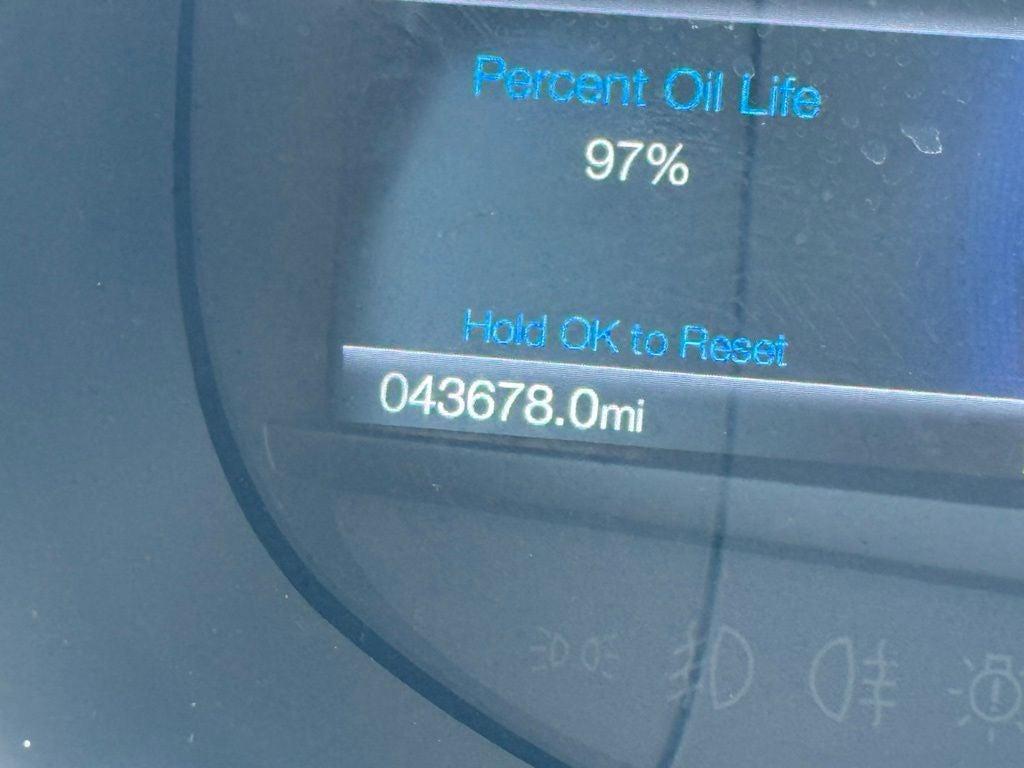 Percent Oil Life
97%
Hold OK to Reset
043678.0mi